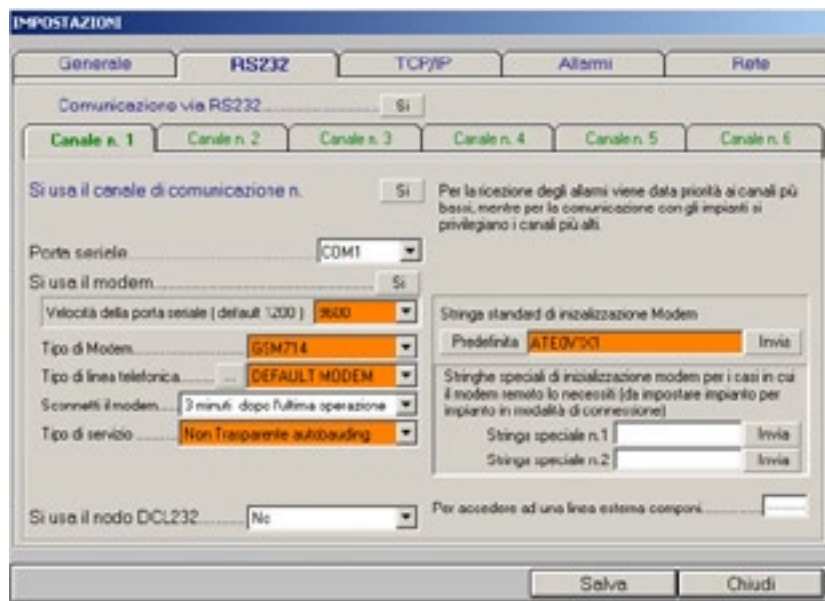 IMPOSTAZIONI
Generale RS232 TCP/IP Allarmi Rete
Comunicazione via RS232 Si
Canale n. 1 Canale n. 2 Canale n. 3 Canale n. 4 Canale n. 5 Canale n. 6
Si usa il canale di comunicazione n. Si
Per la ricezione degli allarmi viene data priorità ai canali più
bassi, mentre per la comunicazione con gli impianti si
privilegiano i canali più alti.
Porta seriale COM1
Si usa il modem Si
Velocità della porta seriale ( default 1200 ) 9600
Tipo di Modem GSM714
Tipo di linea telefonica ... DEFAULT MODEM
Sconnetti il modem 3 minuti dopo l'ultima operazione
Tipo di servizio Non Trasparente autobauding
Stringa standard di inizializzazione Modem
Predefinita Invia
Stringhe speciali di inizializzazione modem per i casi in cui
il modem remoto lo necessiti (da impostare impianto per
impianto in modalità di connessione)
Stringa speciale n.1 Invia
Stringa speciale n.2 Invia
Si usa il nodo DCL232 No
Per accedere ad una linea esterna componi
Salva Chiudi